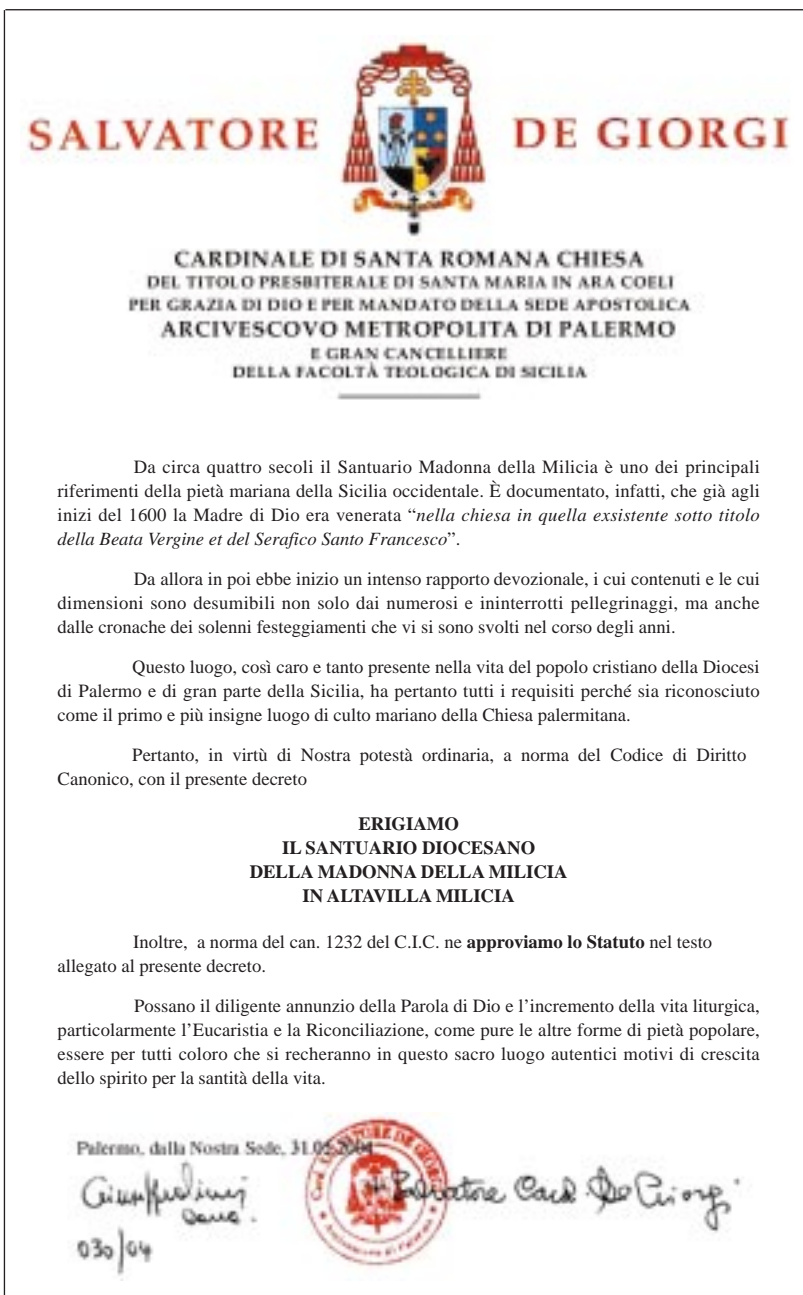 SALVATORE DE GIORGI
CARDINALE DI SANTA ROMANA CHIESA
DEL TITOLO PRESBITERALE DI SANTA MARIA IN ARA COELI
PER GRAZIA DI DIO E PER MANDATO DELLA SEDE APOSTOLICA
ARCIVESCOVO METROPOLITA DI PALERMO
E GRAN CANCELLIERE
DELLA FACOLTÀ TEOLOGICA DI SICILIA
Da circa quattro secoli il Santuario Madonna della Milicia è uno dei principali
riferimenti della pietà mariana della Sicilia occidentale. È documentato, infatti, che già agli
inizi del 1600 la Madre di Dio era venerata “nella chiesa in quella exsistente sotto titolo
della Beata Vergine et del Serafico Santo Francesco”.
Da allora in poi ebbe inizio un intenso rapporto devozionale, i cui contenuti e le cui
dimensioni sono desumibili non solo dai numerosi e ininterrotti pellegrinaggi, ma anche
dalle cronache dei solenni festeggiamenti che vi si sono svolti nel corso degli anni.
Questo luogo, così caro e tanto presente nella vita del popolo cristiano della Diocesi
di Palermo e di gran parte della Sicilia, ha pertanto tutti i requisiti perché sia riconosciuto
come il primo e più insigne luogo di culto mariano della Chiesa palermitana.
Pertanto, in virtù di Nostra potestà ordinaria, a norma del Codice di Diritto
Canonico, con il presente decreto
ERIGIAMO
IL SANTUARIO DIOCESANO
DELLA MADONNA DELLA MILICIA
IN ALTAVILLA MILICIA
Inoltre, a norma del can. 1232 del C.I.C. ne approviamo lo Statuto nel testo
allegato al presente decreto.
Possano il diligente annunzio della Parola di Dio e l’incremento della vita liturgica,
particolarmente l’Eucaristia e la Riconciliazione, come pure le altre forme di pietà popolare,
essere per tutti coloro che si recheranno in questo sacro luogo autentici motivi di crescita
dello spirito per la santità della vita.
Palermo, dalla Nostra Sede, 31.05.2004
Card. SALVATORE DE GIORGI
Arcivescovo di Palermo
+ Salvatore Card. De Giorgi
030/04